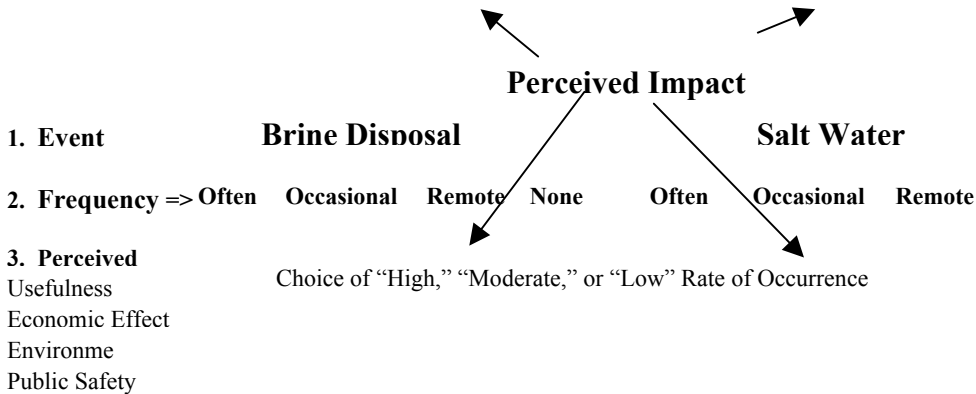 Perceived Impact
1. Event Brine Disposal Salt Water
2. Frequency => Often Occasional Remote None Often Occasional Remote
3. Perceived
Choice of “High,” “Moderate,” or “Low” Rate of Occurrence
Usefulness
Economic Effect
Environme
Public Safety